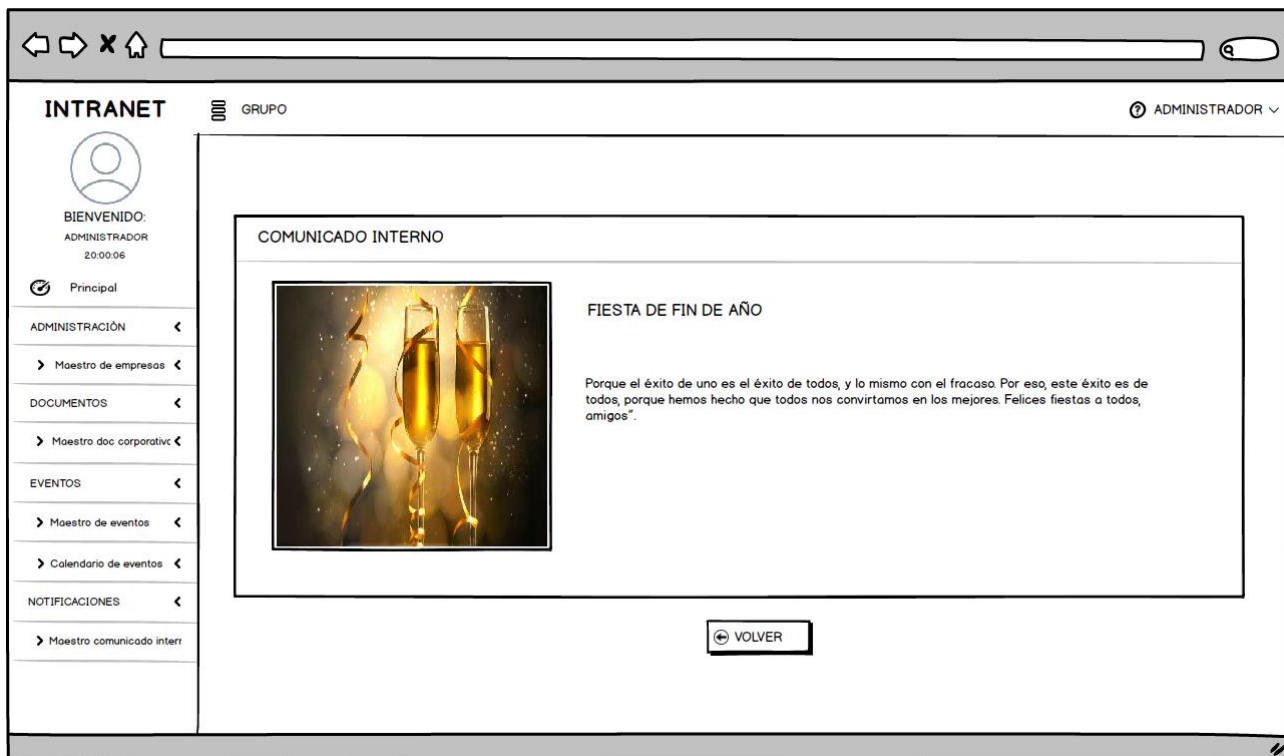 INTRANET
GRUPO
ADMINISTRADOR
BIENVENIDO:
ADMINISTRADOR
20:00:06
Principal
ADMINISTRACIÒN
Maestro de empresas
DOCUMENTOS
Maestro doc corporativc
EVENTOS
Maestro de eventos
Calendario de eventos
NOTIFICACIONES
Maestro comunicado interr
COMUNICADO INTERNO
FIESTA DE FIN DE AÑO
Porque el éxito de uno es el éxito de todos, y lo mismo con el fracaso. Por eso, este éxito es de
todos, porque hemos hecho que todos nos convirtamos en los mejores. Felices fiestas a todos,
amigos”.
VOLVER